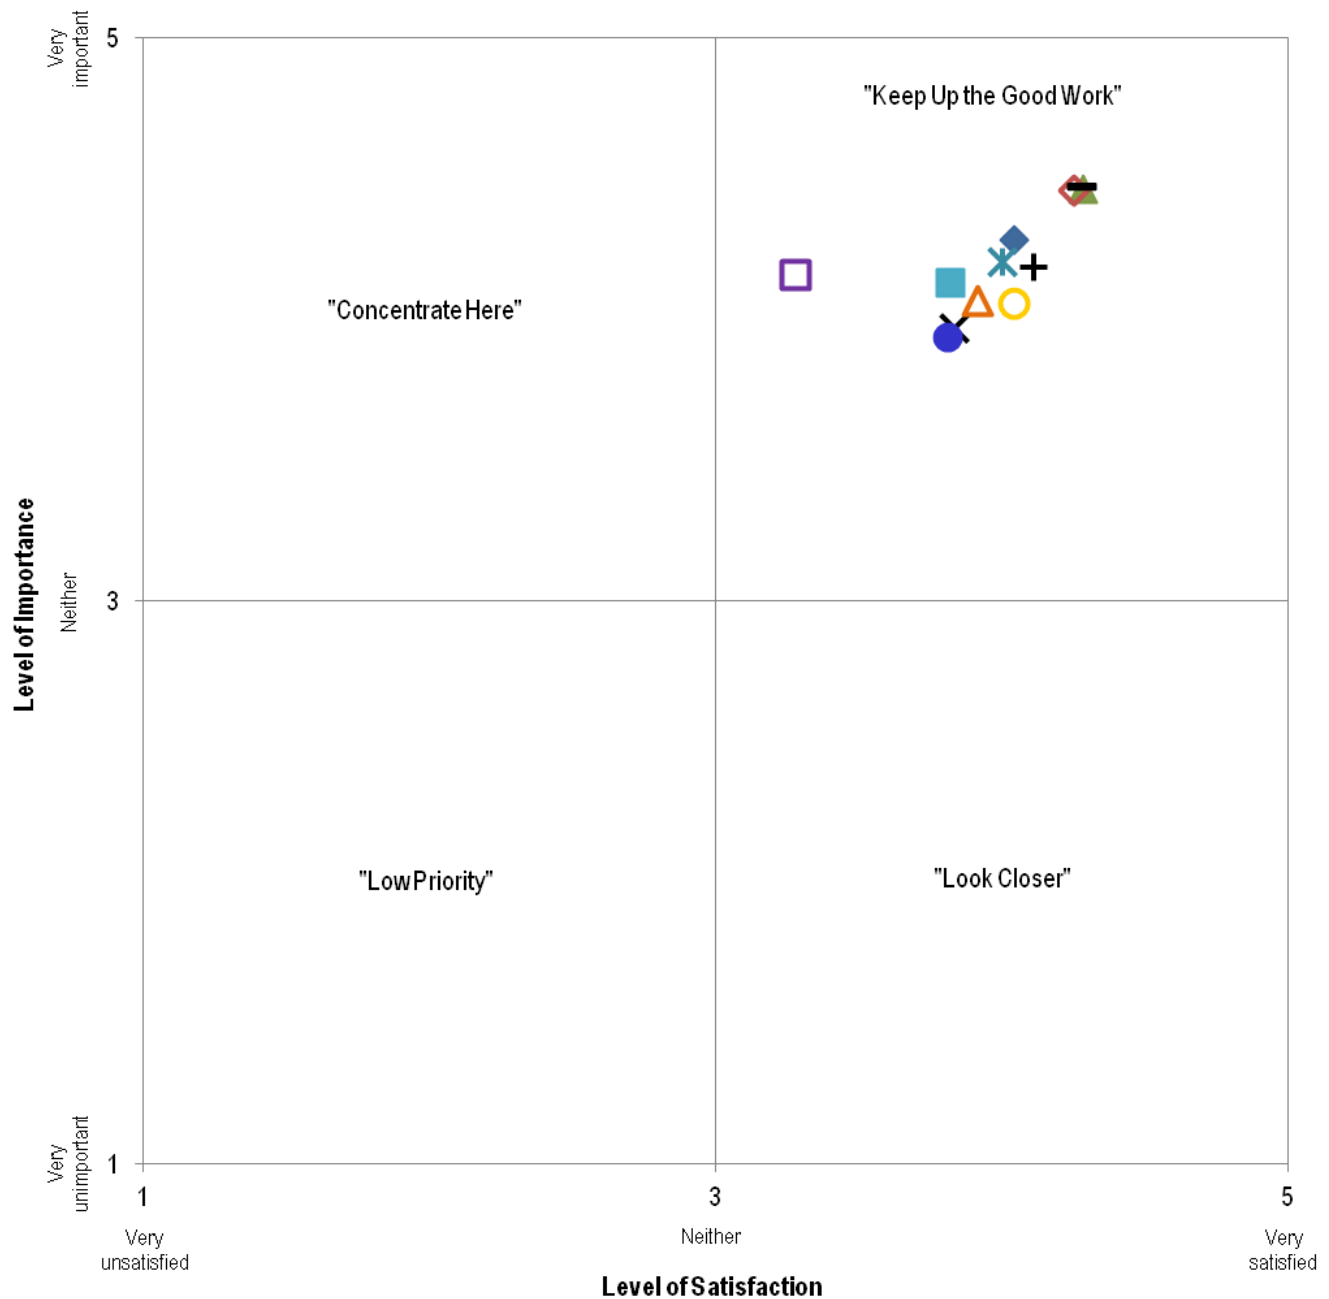 Very
important
5
"Keep Up the Good Work"
"Concentrate Here"
Level of Importance
Neither
3
"Low Priority"
"Look Closer"
Very
unimportant
1
1
3
5
Very
unsatisfied
Neither
Very
satisfied
Level of Satisfaction